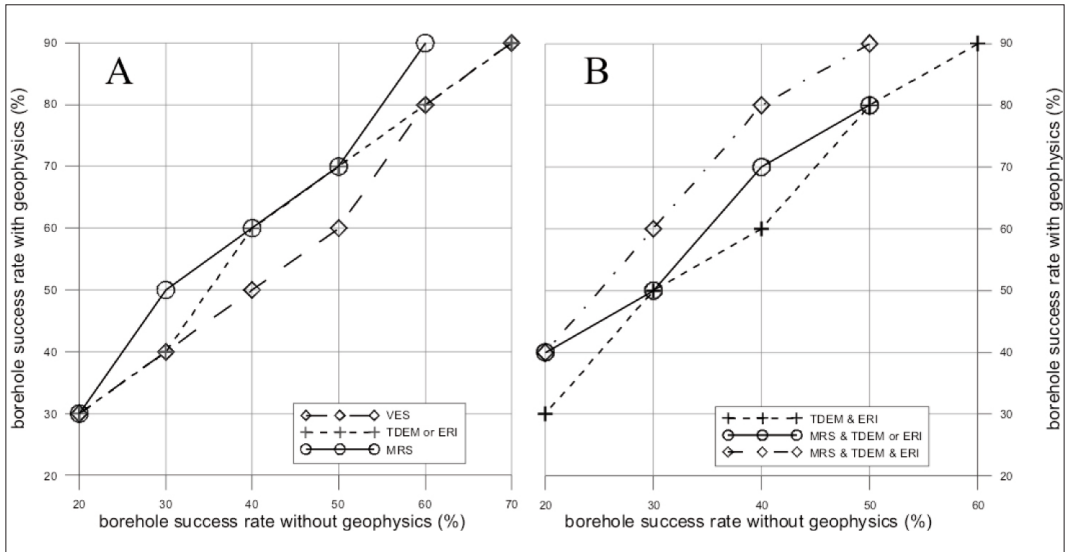 A
borehole success rate with geophysics (%)
90
80
70
60
50
40
30
20
20 30 40 50 60 70
borehole success rate without geophysics (%)
VES
TDEM or ERI
MRS
B
90
80
70
60
50
40
30
20
borehole success rate with geophysics (%)
20 30 40 50 60
borehole success rate without geophysics (%)
TDEM & ERI
MRS & TDEM or ERI
MRS & TDEM & ERI